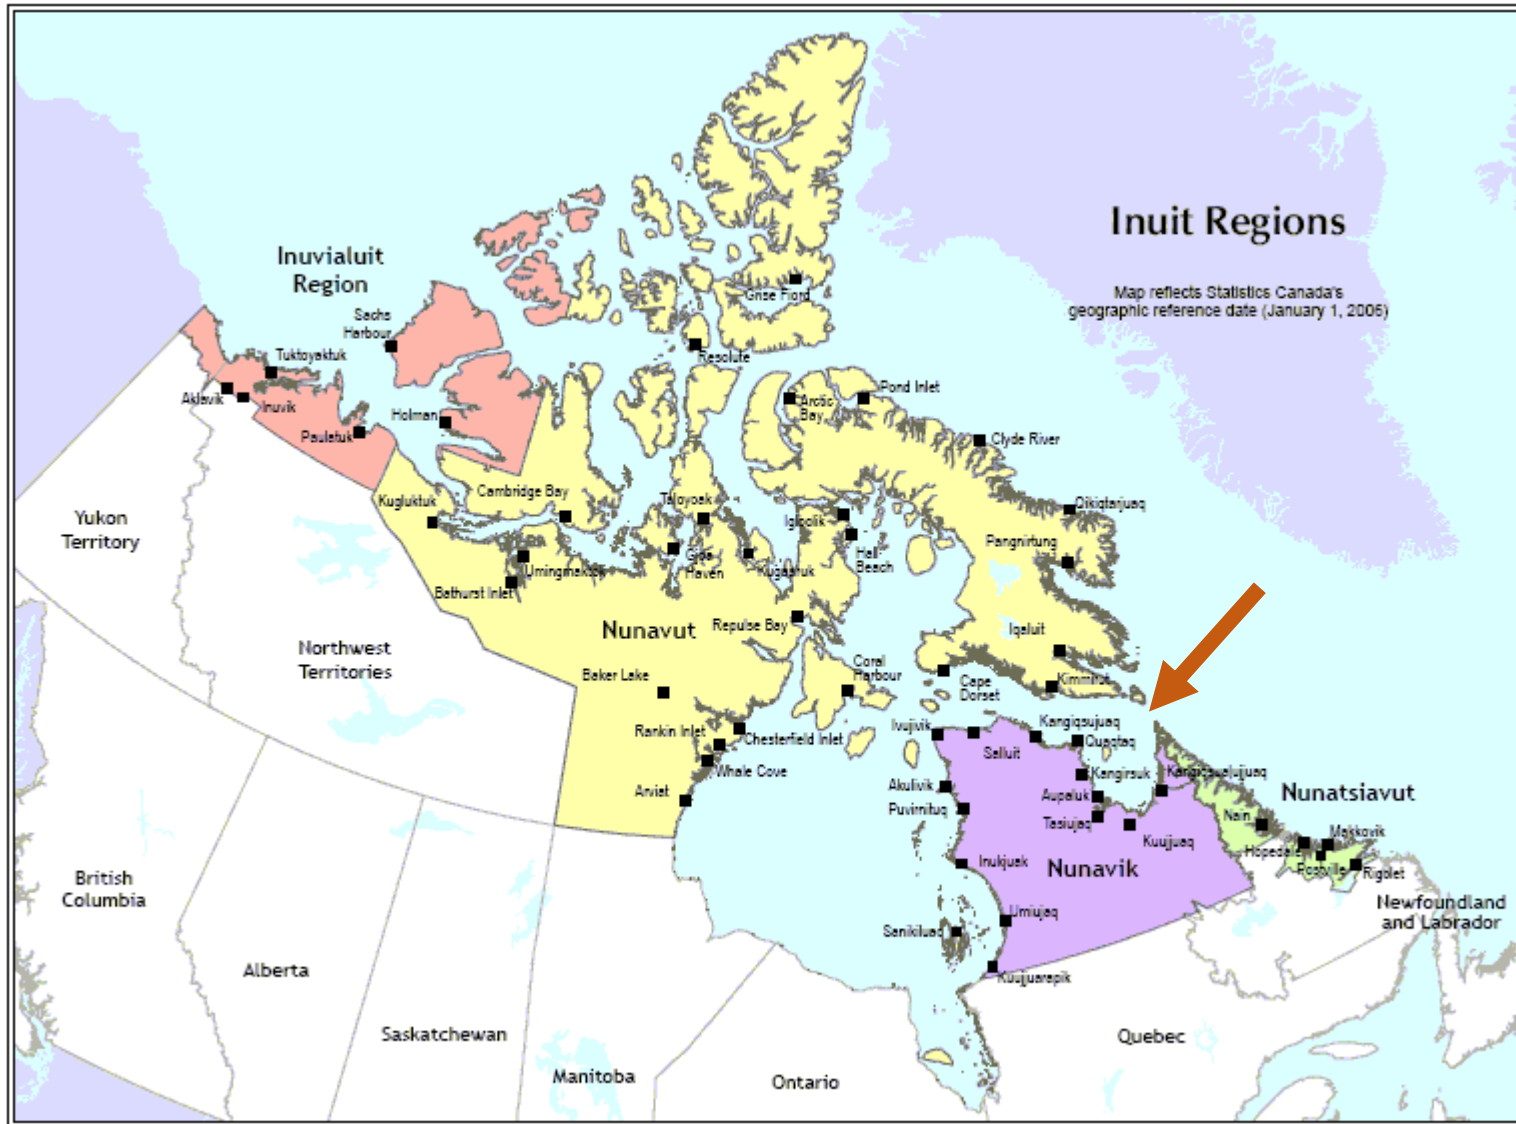 Inuit Regions
Map reflects Statistics Canada's
geographic reference date (January 1, 2006)
Inuvialuit
Region
Sachs
Harbour
Grise Fiord
Tuktoyaktuk
Resolute
Aklavik
Inuvik
Holman
Paulatuk
Arctic
Bay
Pond Inlet
Clyde River
Kugluktuk
Cambridge Bay
Taloyoak
Igloolik
Qikiqtarjuaq
Yukon
Territory
Umingmaktok
Bathurst Inlet
Gjoa
Haven
Kugaaruk
Hall
Beach
Pangnirtung
Nunavut
Repulse Bay
Iqaluit
Northwest
Territories
Baker Lake
Coral
Harbour
Cape
Dorset
Kimmirut
Rankin Inlet
Chesterfield Inlet
Whale Cove
Arviat
Ivujivik
Salluit
Kangiqsujuaq
Quaqtaq
Kangirsuk
Kangiqsualujjuaq
Akulivik
Puvirnituq
Aupaluk
Tasiujaq
Kuujjuaq
Nunatsiavut
Nain
Makkovik
Hopedale
Postville
Rigolet
Inukjuak
Nunavik
British
Columbia
Umiujaq
Sanikiluaq
Newfoundland
and Labrador
Kuujjuarapik
Alberta
Saskatchewan
Manitoba
Ontario
Quebec